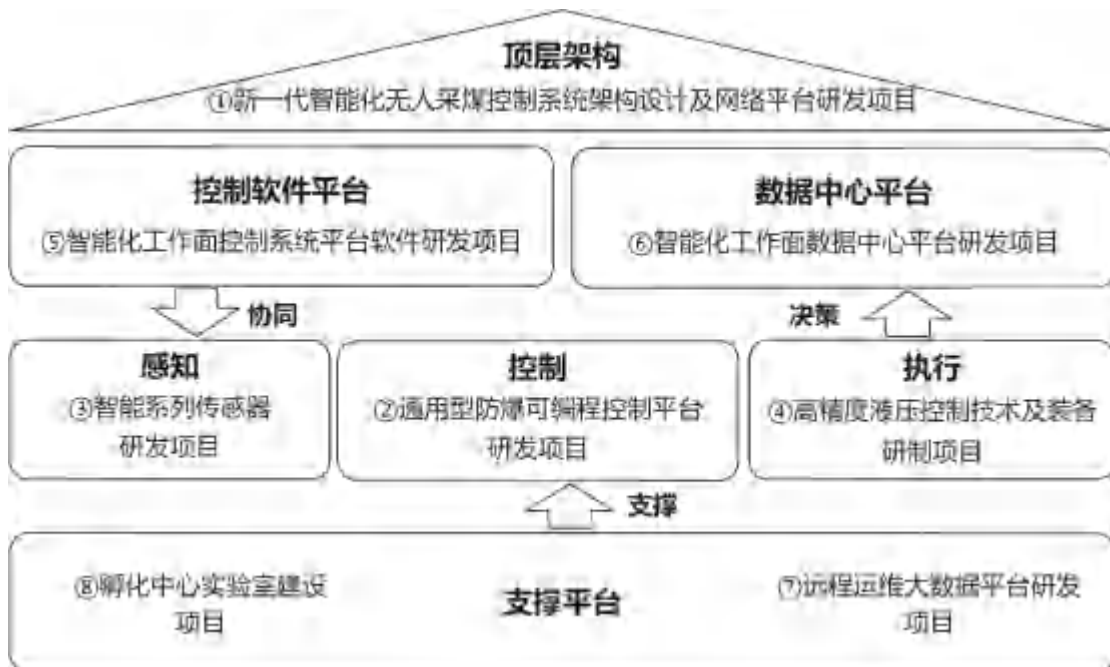 顶层架构
①新一代智能化无人采煤控制系统架构设计及网络平台研发项目
控制软件平台
⑤智能化工作面控制系统平台软件研发项目
数据中心平台
⑥智能化工作面数据中心平台研发项目
协同
决策
感知
③智能系列传感器
研发项目
控制
②通用型防爆可编程控制平台
研发项目
执行
④高精度液压控制技术及装备
研制项目
支撑
⑧孵化中心实验室建设
项目
支撑平台
⑦远程运维大数据平台研发
项目